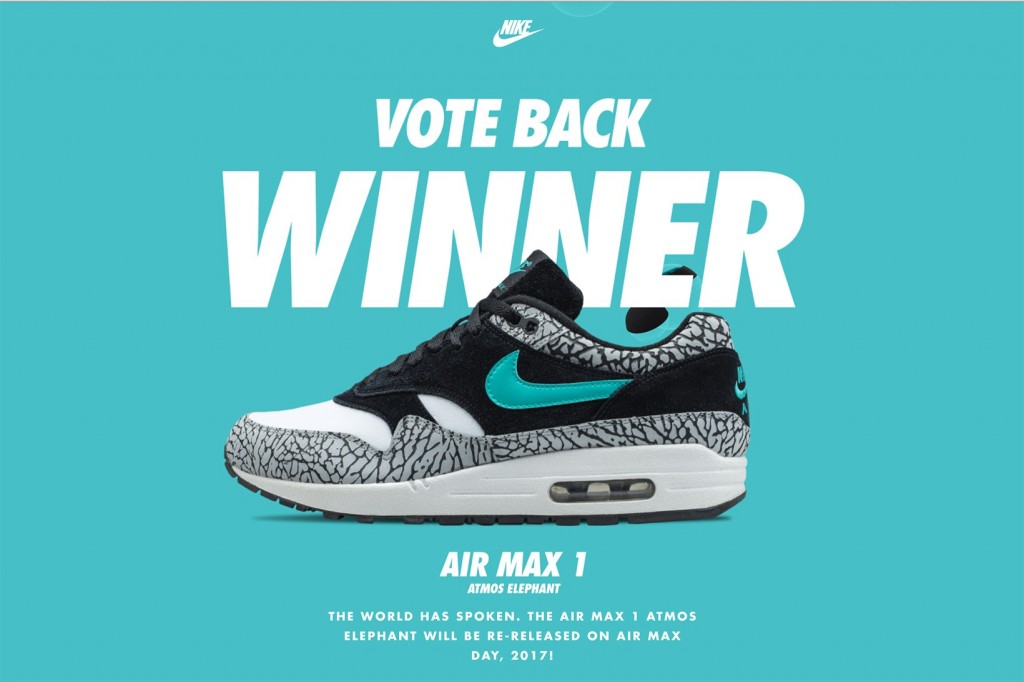 NIKE
VOTE BACK
WINNER
AIR MAX 1
ATMOS ELEPHANT
THE WORLD HAS SPOKEN. THE AIR MAX 1 ATMOS
ELEPHANT WILL BE RE-RELEASED ON AIR MAX
DAY, 2017!